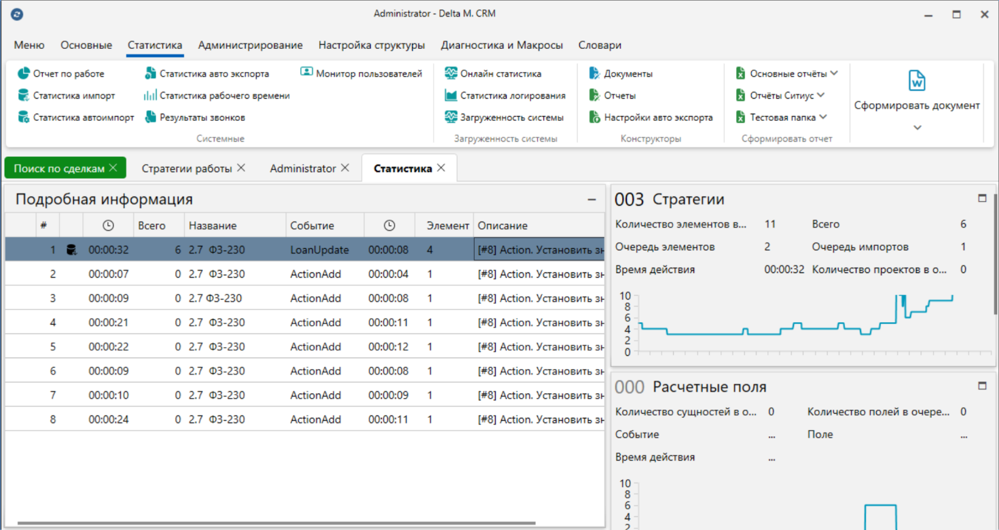 Administrator - Delta M. CRM
Меню Основные Статистика Администрирование Настройка структуры Диагностика и Макросы Словари
Отчет по работе Статистика авто экспорта Монитор пользователей Онлайн статистика Документы Основные отчёты
Статистика импорт Статистика рабочего времени Статистика логирования Отчеты Отчёты Ситиус Сформировать документ
Статистика автоимпорт Результаты звонков Загруженность системы Настройки авто экспорта Тестовая папка
Системные Загруженность системы Конструкторы Сформировать отчет
Поиск по сделкам Стратегии работы Administrator Статистика
Подробная информация
# Всего Название Событие Элемент Описание
1 00:00:32 6 2.7 ФЗ-230 LoanUpdate 00:00:08 4 [#8] Action. Установить зн
2 00:00:07 0 2.7 ФЗ-230 ActionAdd 00:00:04 1 [#8] Action. Установить зн
3 00:00:09 0 2.7 ФЗ-230 ActionAdd 00:00:08 1 [#8] Action. Установить зн
4 00:00:21 0 2.7 ФЗ-230 ActionAdd 00:00:11 1 [#8] Action. Установить зн
5 00:00:22 0 2.7 ФЗ-230 ActionAdd 00:00:12 1 [#8] Action. Установить зн
6 00:00:09 0 2.7 ФЗ-230 ActionAdd 00:00:08 1 [#8] Action. Установить зн
7 00:00:10 0 2.7 ФЗ-230 ActionAdd 00:00:09 1 [#8] Action. Установить зн
8 00:00:24 0 2.7 ФЗ-230 ActionAdd 00:00:11 1 [#8] Action. Установить зн
003 Стратегии
Количество элементов в... 11 Всего 6
Очередь элементов 2 Очередь импортов 1
Время действия 00:00:32 Количество проектов в о... 0
10
8
6
4
2
0
000 Расчетные поля
Количество сущностей в о... 0 Количество полей в очере... 0
Событие ... Поле ...
Время действия ...
10
8
6
4
2